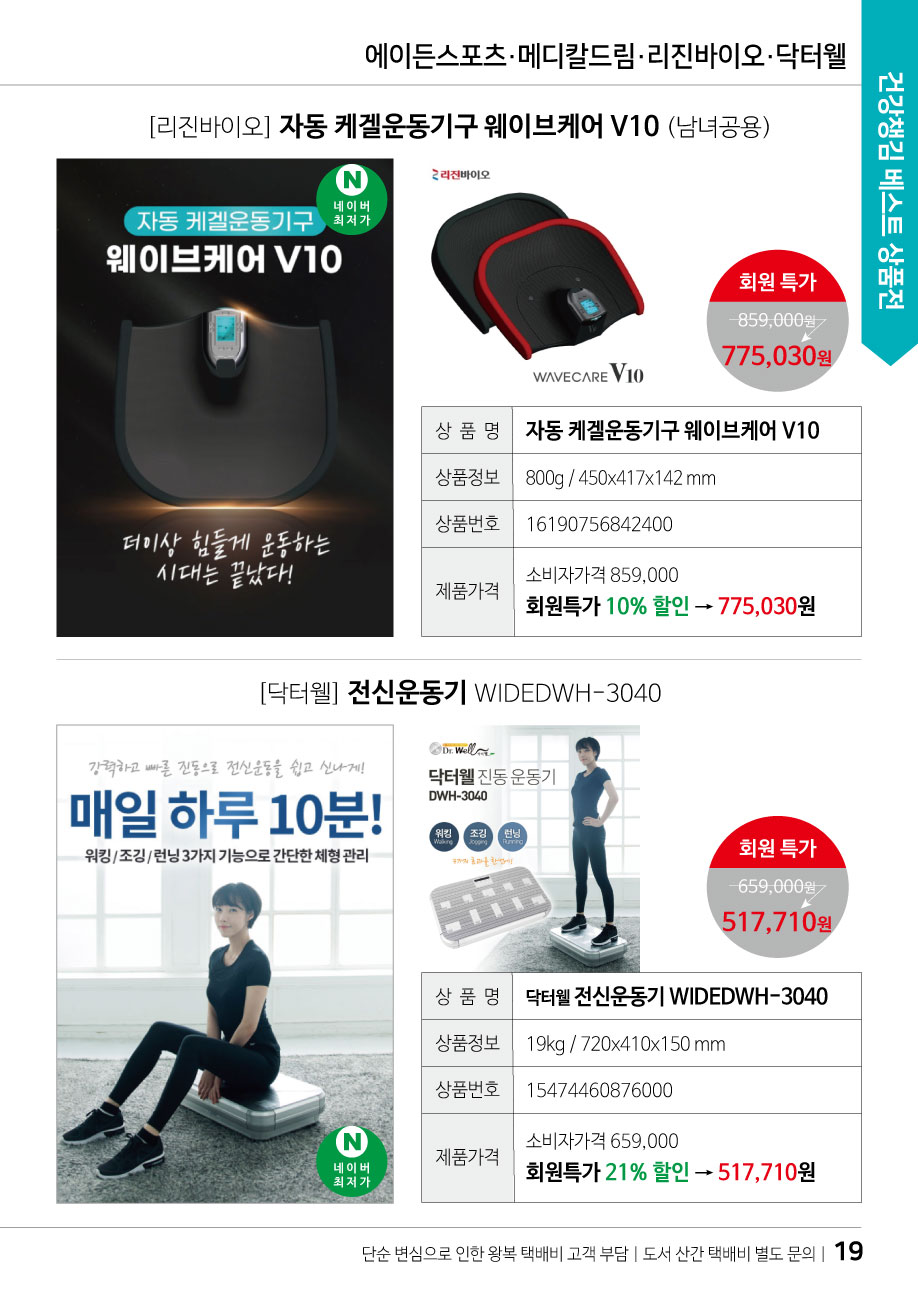 에이든스포츠·메디칼드림·리진바이오·닥터웰
건강챙김 베스트 상품전
[리진바이오] 자동 케겔운동기구 웨이브케어 V10 (남녀공용)
N
네이버
최저가
자동 케겔운동기구
웨이브케어 V10
더이상 힘들게 운동하는
시대는 끝났다!
리진바이오
WAVECARE V10
회원 특가
859,000원
775,030원
상 품 명 자동 케겔운동기구 웨이브케어 V10
상품정보 800g / 450x417x142 mm
상품번호 16190756842400
제품가격 소비자가격 859,000
회원특가 10% 할인 → 775,030원
[닥터웰] 전신운동기 WIDEDWH-3040
강력하고 빠른 진동으로 전신운동을 쉽고 신나게!
매일 하루 10분!
워킹 / 조깅 / 런닝 3가지 기능으로 간단한 체형 관리
N
네이버
최저가
Dr. Well
닥터웰 진동 운동기
DWH-3040
워킹 조깅 런닝
Walking Jogging Running
회원 특가
659,000원
517,710원
상 품 명 닥터웰 전신운동기 WIDEDWH-3040
상품정보 19kg / 720x410x150 mm
상품번호 15474460876000
제품가격 소비자가격 659,000
회원특가 21% 할인 → 517,710원
단순 변심으로 인한 왕복 택배비 고객 부담 | 도서 산간 택배비 별도 문의 | 19